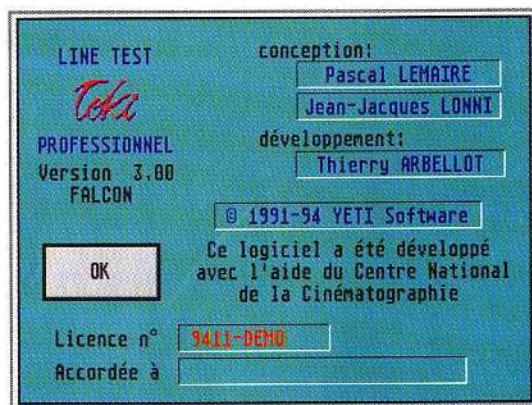 LINE TEST
Teki
PROFESSIONNEL
Version 3.00
FALCON
conception:
Pascal LEMAIRE
Jean-Jacques LONNI
développement:
Thierry ARBELLOT
© 1991-94 YETI Software
OK
Ce logiciel a été développé
avec l'aide du Centre National
de la Cinématographie
Licence n° 9411-DEMO
Accordée à